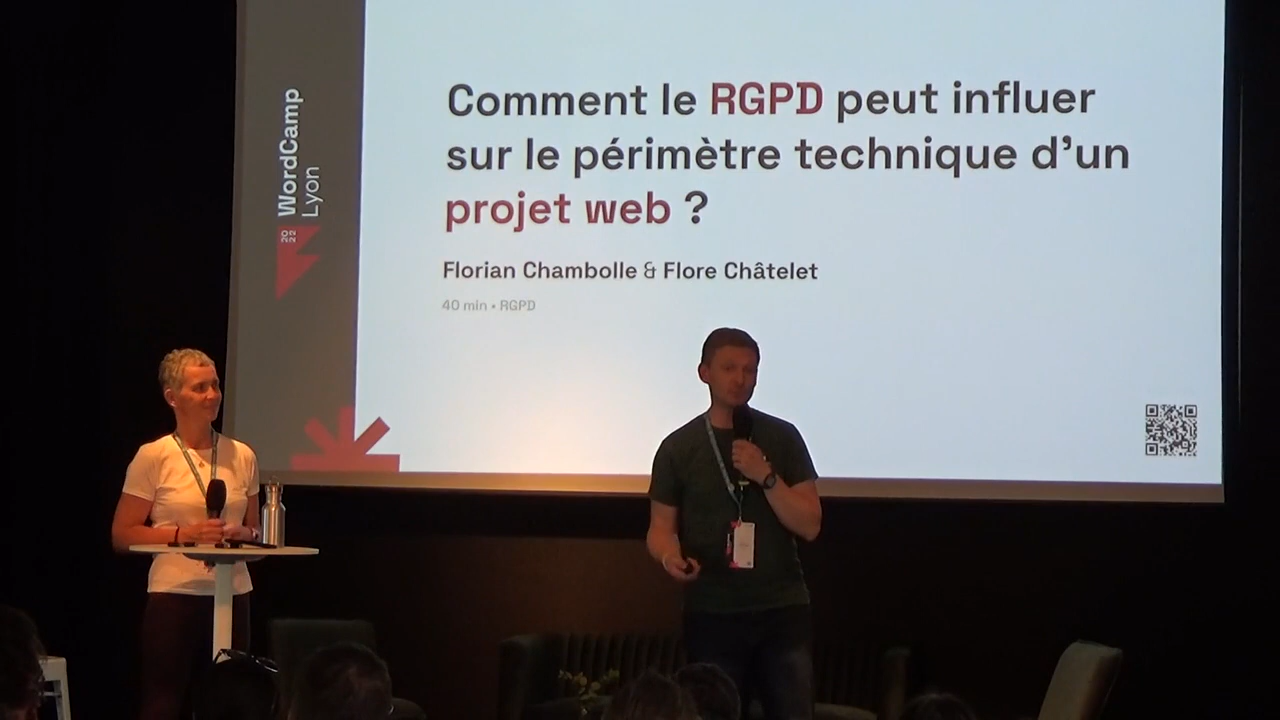 WordCamp
Lyon
20
22
Comment le RGPD peut influer
sur le périmètre technique d'un
projet web ?
Florian Chambolle & Flore Châtelet
40 min • RGPD